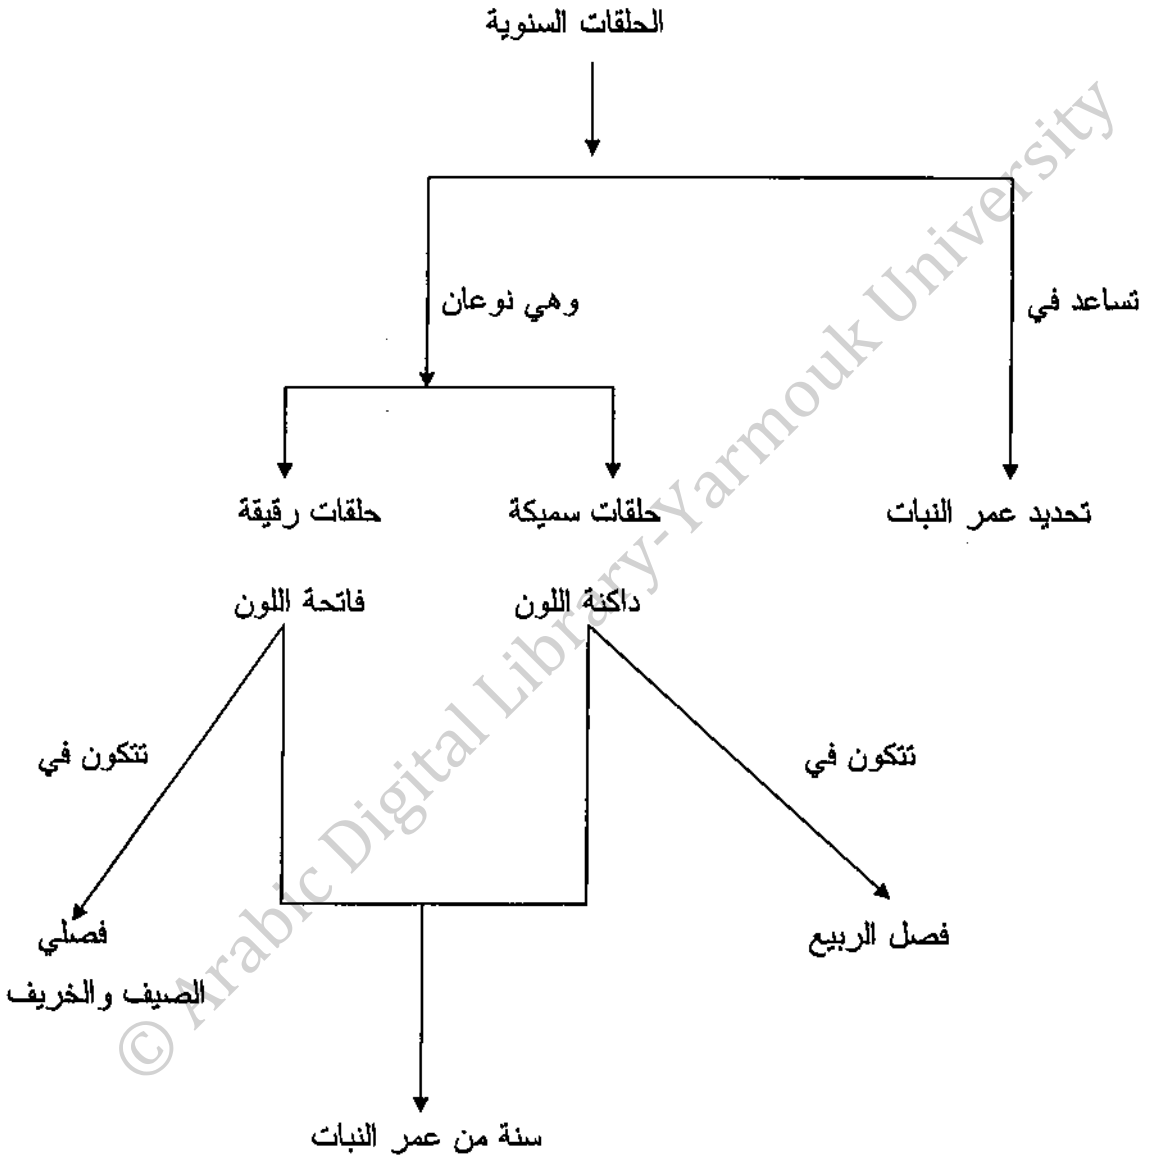 الحلقات السنوية
تساعد في
وهي نوعان
تحديد عمر النبات
حلقات سميكة
حلقات رقيقة
داكنة اللون
فاتحة اللون
تتكون في
تتكون في
فصل الربيع
فصلي
الصيف والخريف
سنة من عمر النبات
© Arabic Digital Library-Yarmouk University